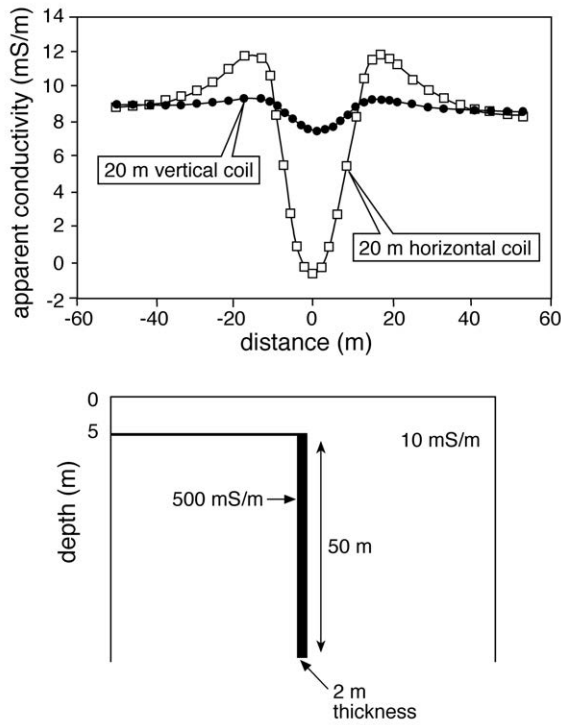 14
12
10
8
6
4
2
0
-2
apparent conductivity (mS/m)
20 m vertical coil
20 m horizontal coil
-60 -40 -20 0 20 40 60
distance (m)
0
5
depth (m)
10 mS/m
500 mS/m
50 m
2 m
thickness